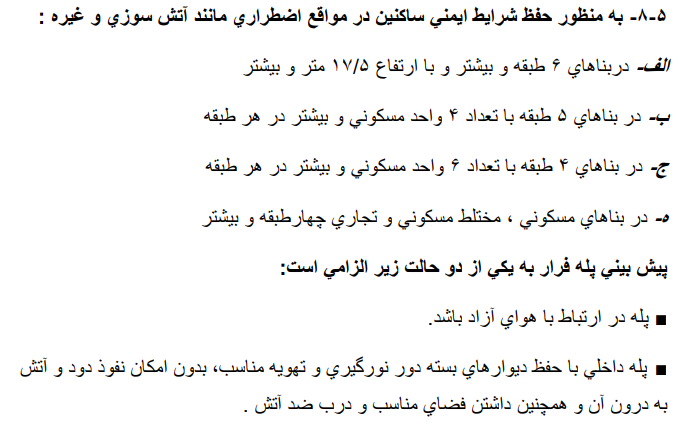 ۵-۸- به منظور حفظ شرايط ايمني ساكنين در مواقع اضطراري مانند آتش سوزي و غيره :
الف- دربناهاي ۶ طبقه و بيشتر و با ارتفاع ۱۷/۵ متر و بيشتر
ب- در بناهاي ۵ طبقه با تعداد ۴ واحد مسكوني و بيشتر در هر طبقه
ج- در بناهاي ۴ طبقه با تعداد ۶ واحد مسكوني و بيشتر در هر طبقه
ه- در بناهاي مسكوني ، مختلط مسكوني و تجاري چهارطبقه و بيشتر
پيش بيني پله فرار به يكي از دو حالت زير الزامي است:
■ پله در ارتباط با هواي آزاد باشد.
■ پله داخلي با حفظ ديوارهاي بسته دور نورگيري و تهويه مناسب، بدون امكان نفوذ دود و آتش
به درون آن و همچنين داشتن فضاي مناسب و درب ضد آتش .